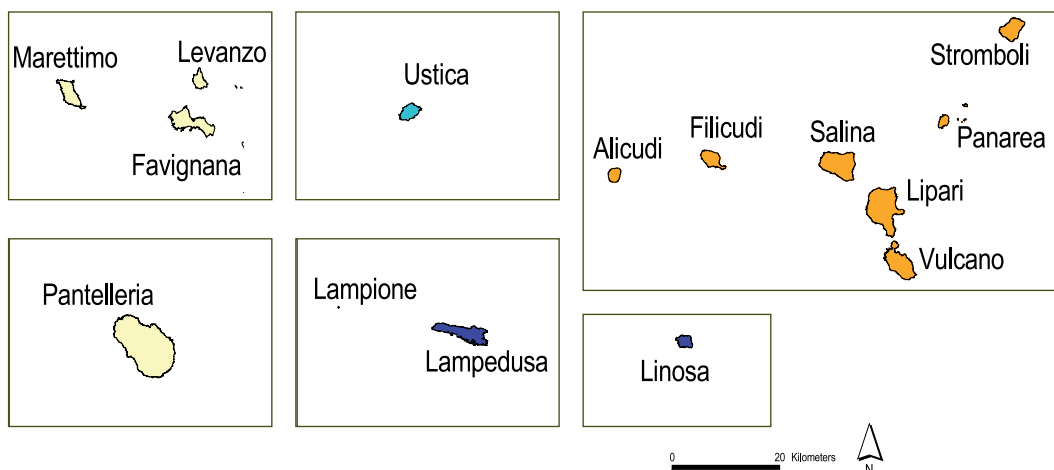 Marettimo
Levanzo
Favignana
Ustica
Stromboli
Panarea
Salina
Filicudi
Alicudi
Lipari
Vulcano
Pantelleria
Lampione
Lampedusa
Linosa
0 20 Kilometers
N